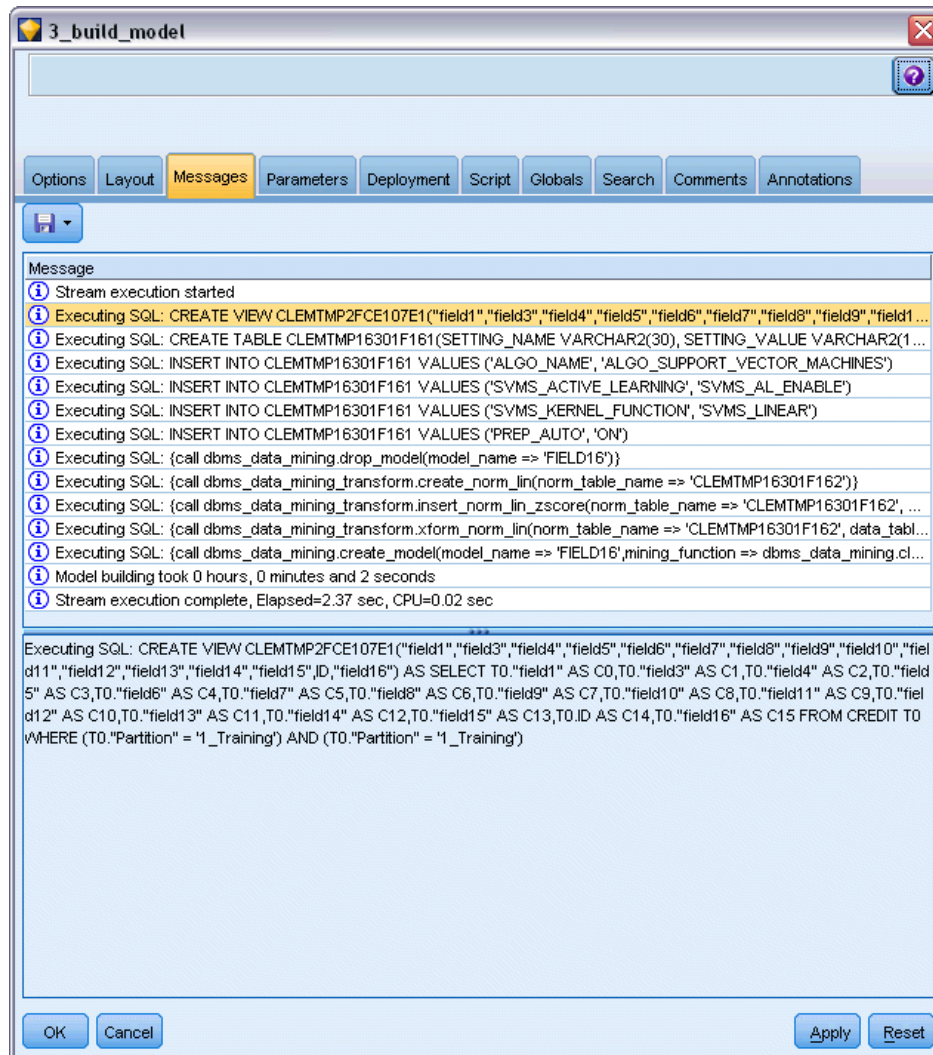 3_build_model
Options Layout Messages Parameters Deployment Script Globals Search Comments Annotations
Message
Stream execution started
Executing SQL: CREATE VIEW CLEMTMP2FCE107E1("field1","field3","field4","field5","field6","field7","field8","field9","field1...
Executing SQL: CREATE TABLE CLEMTMP16301F161(SETTING_NAME VARCHAR2(30), SETTING_VALUE VARCHAR2(1...
Executing SQL: INSERT INTO CLEMTMP16301F161 VALUES ('ALGO_NAME', 'ALGO_SUPPORT_VECTOR_MACHINES')
Executing SQL: INSERT INTO CLEMTMP16301F161 VALUES ('SVMS_ACTIVE_LEARNING', 'SVMS_AL_ENABLE')
Executing SQL: INSERT INTO CLEMTMP16301F161 VALUES ('SVMS_KERNEL_FUNCTION', 'SVMS_LINEAR')
Executing SQL: INSERT INTO CLEMTMP16301F161 VALUES ('PREP_AUTO', 'ON')
Executing SQL: {call dbms_data_mining.drop_model(model_name => 'FIELD16')}
Executing SQL: {call dbms_data_mining_transform.create_norm_lin(norm_table_name => 'CLEMTMP16301F162')}
Executing SQL: {call dbms_data_mining_transform.insert_norm_lin_zscore(norm_table_name => 'CLEMTMP16301F162', ...
Executing SQL: {call dbms_data_mining_transform.xform_norm_lin(norm_table_name => 'CLEMTMP16301F162', data_tabl...
Executing SQL: {call dbms_data_mining.create_model(model_name => 'FIELD16',mining_function => dbms_data_mining.cl...
Model building took 0 hours, 0 minutes and 2 seconds
Stream execution complete, Elapsed=2.37 sec, CPU=0.02 sec
Executing SQL: CREATE VIEW CLEMTMP2FCE107E1("field1","field3","field4","field5","field6","field7","field8","field9","field10","fiel
d11","field12","field13","field14","field15",ID,"field16") AS SELECT T0."field1" AS C0,T0."field3" AS C1,T0."field4" AS C2,T0."field
5" AS C3,T0."field6" AS C4,T0."field7" AS C5,T0."field8" AS C6,T0."field9" AS C7,T0."field10" AS C8,T0."field11" AS C9,T0."fiel
d12" AS C10,T0."field13" AS C11,T0."field14" AS C12,T0."field15" AS C13,T0.ID AS C14,T0."field16" AS C15 FROM CREDIT T0
WHERE (T0."Partition" = '1_Training') AND (T0."Partition" = '1_Training')
OK Cancel Apply Reset